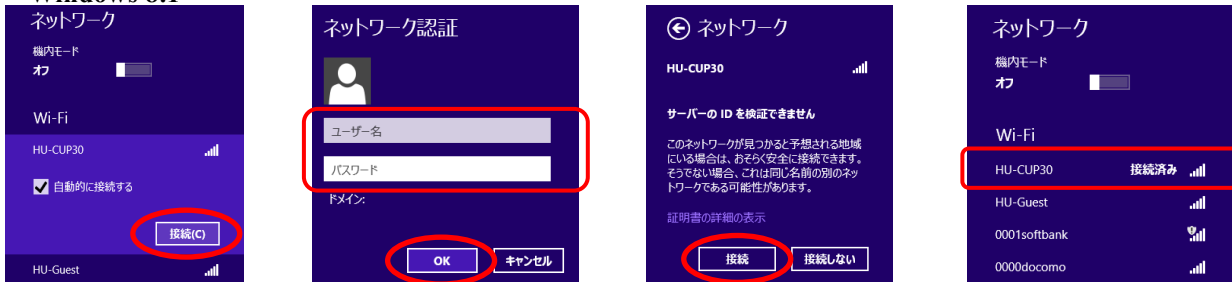 Windows 8.1
ネットワーク
機内モード
オフ
Wi-Fi
HU-CUP30
自動的に接続する
接続(C)
HU-Guest
ネットワーク認証
ユーザー名
パスワード
ドメイン:
OK
キャンセル
ネットワーク
HU-CUP30
サーバーの ID を検証できません
このネットワークが見つかると予想される地域
にいる場合は、おそらく安全に接続できます。
そうでない場合、これは同じ名前の別のネッ
トワークである可能性があります。
証明書の詳細の表示
接続
接続しない
ネットワーク
機内モード
オフ
Wi-Fi
HU-CUP30 接続済み
HU-Guest
0001softbank
0000docomo